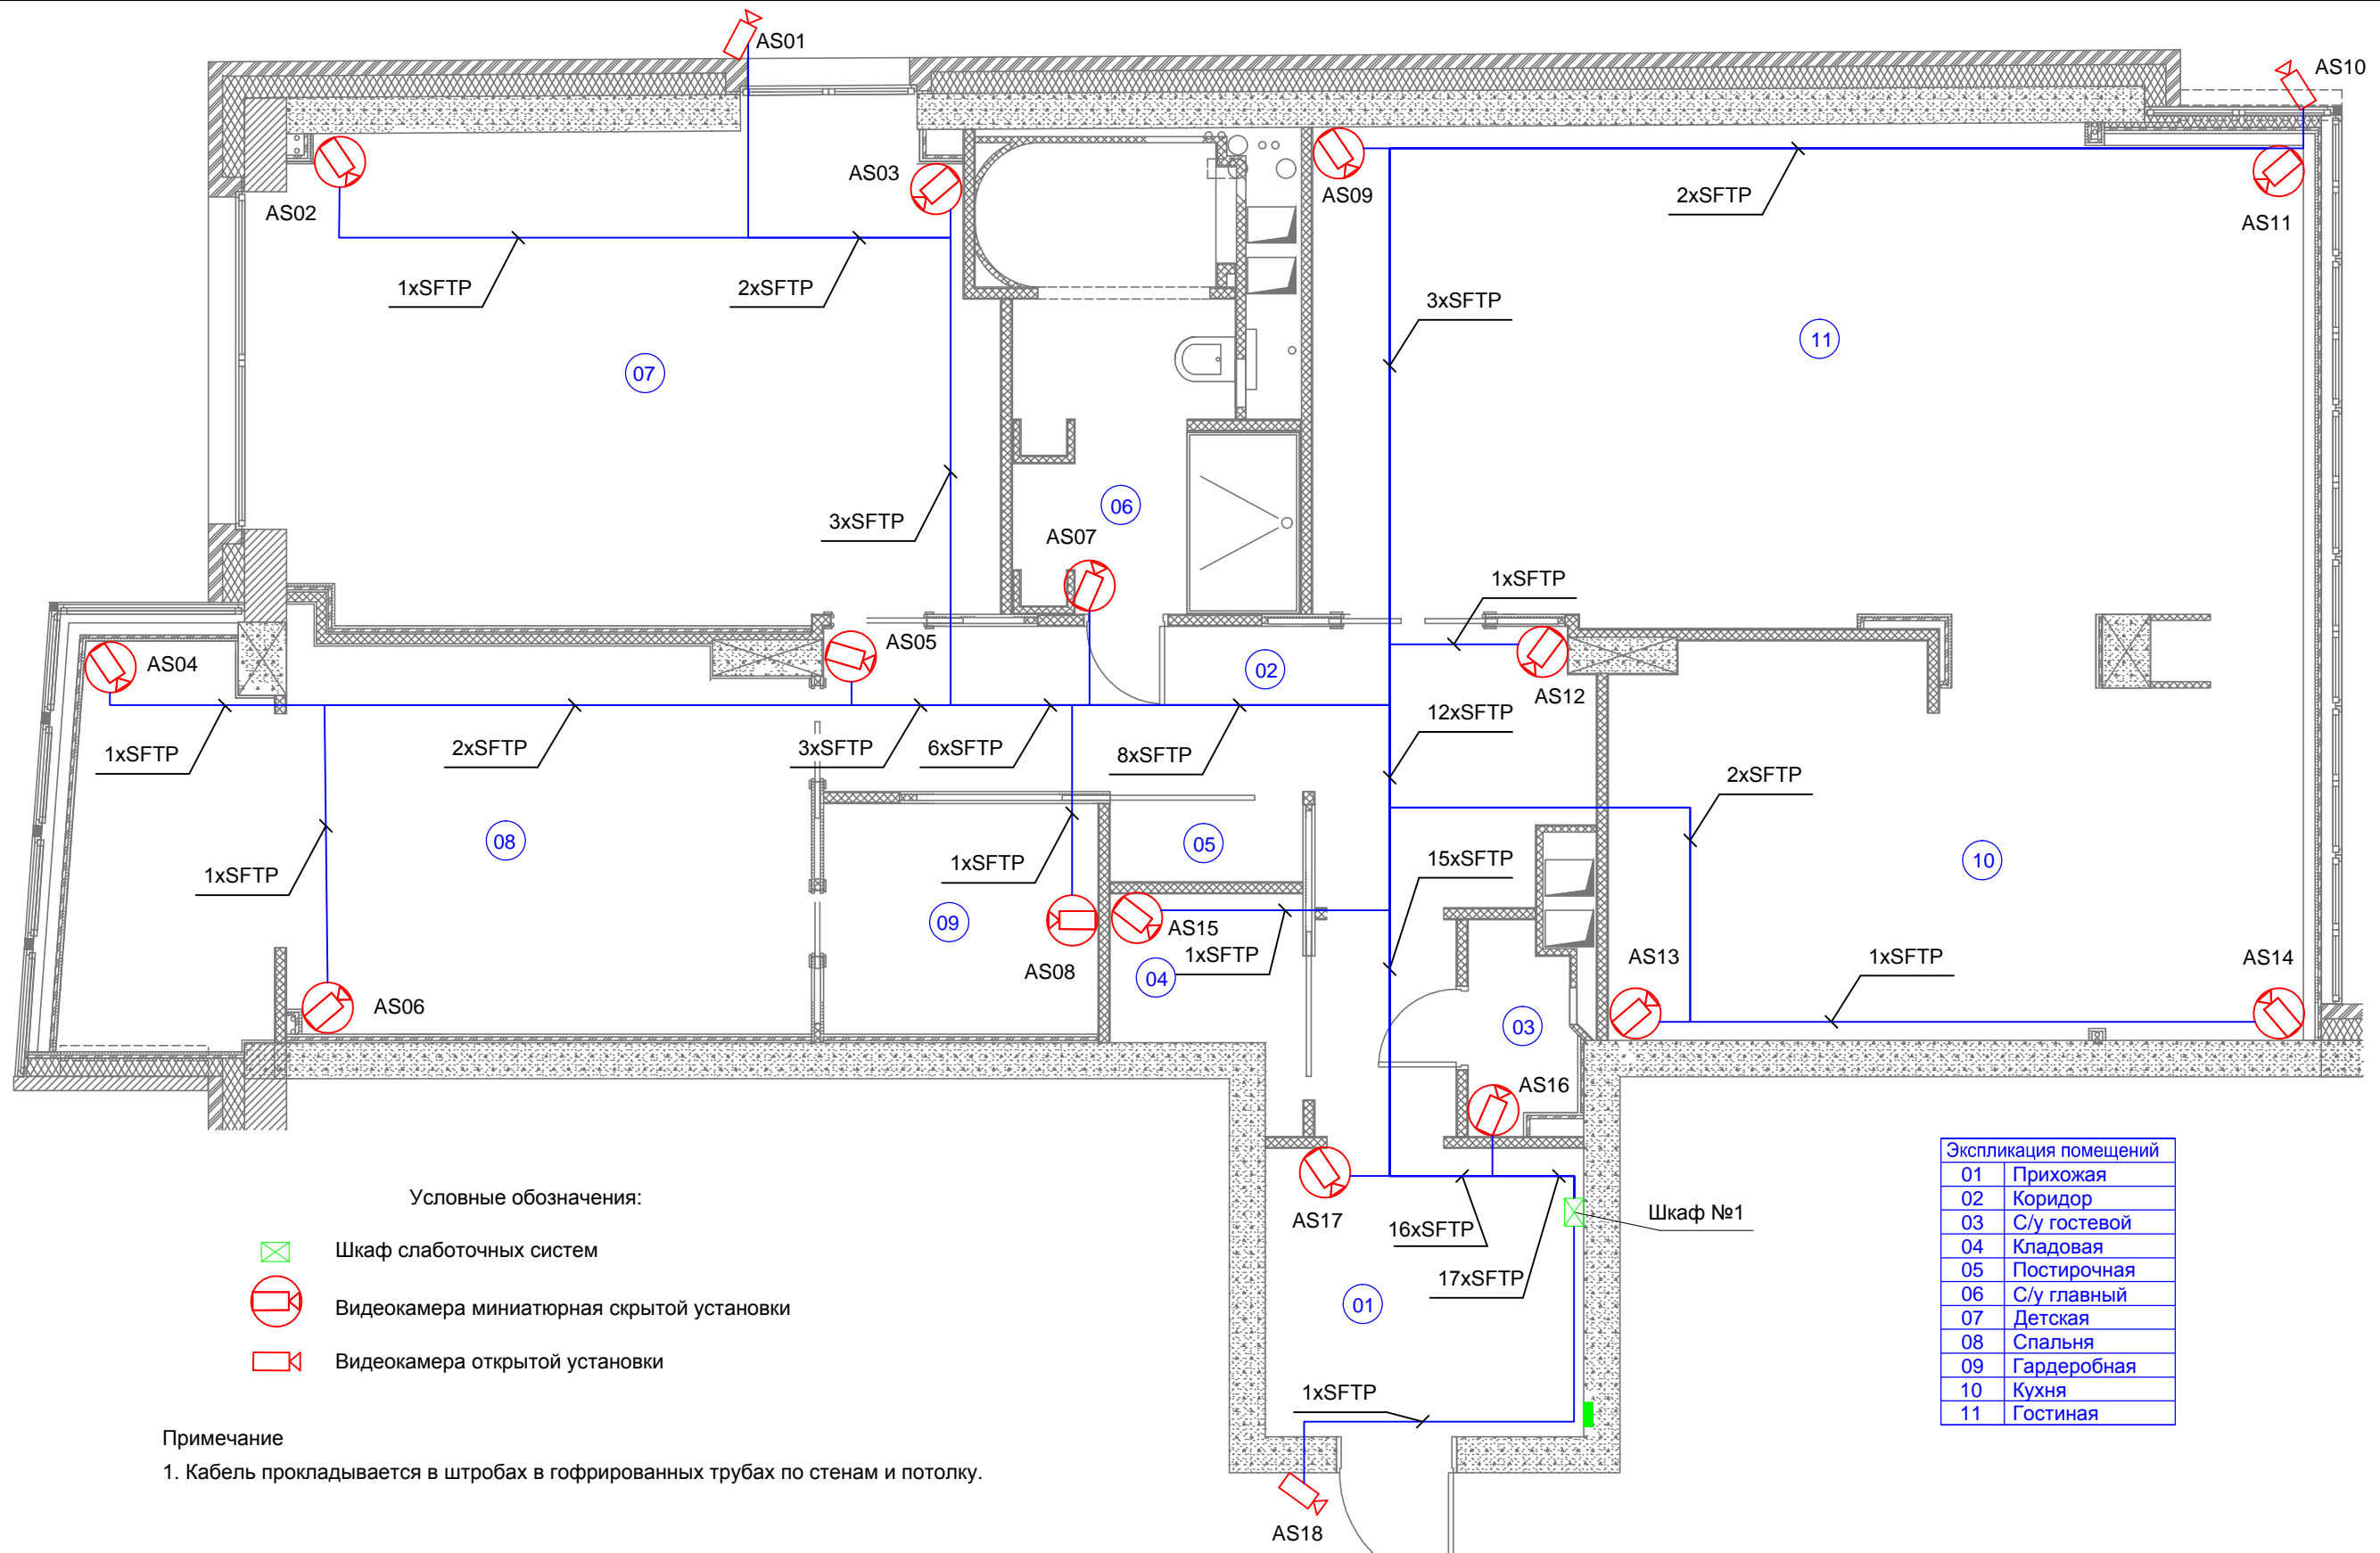 AS01
AS10
AS03
AS02
AS09
2xSFTP
AS11
1xSFTP
2xSFTP
3xSFTP
11
07
06
3xSFTP
AS07
1xSFTP
AS04
AS05
02
AS12
1xSFTP
2xSFTP
3xSFTP
6xSFTP
8xSFTP
12xSFTP
2xSFTP
08
05
1xSFTP
1xSFTP
15xSFTP
10
09
AS15
1xSFTP
AS08
04
AS13
1xSFTP
AS14
AS06
03
AS16
AS17
16xSFTP
Шкаф №1
17xSFTP
01
1xSFTP
AS18
Условные обозначения:
Шкаф слаботочных систем
Видеокамера миниатюрная скрытой установки
Видеокамера открытой установки
Примечание
1. Кабель прокладывается в штробах в гофрированных трубах по стенам и потолку.
Экспликация помещений
01 Прихожая
02 Коридор
03 С/у гостевой
04 Кладовая
05 Постирочная
06 С/у главный
07 Детская
08 Спальня
09 Гардеробная
10 Кухня
11 Гостиная